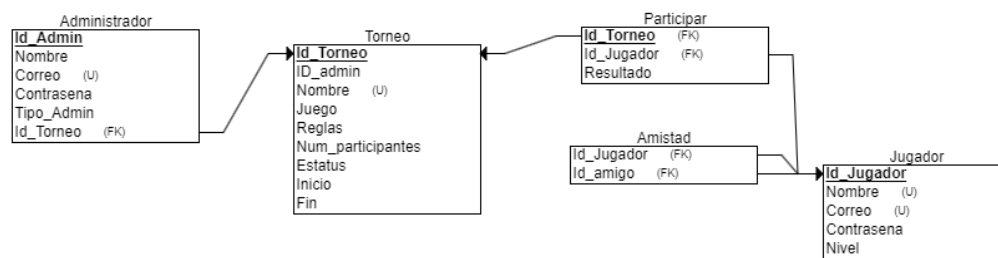 Administrador
Id_Admin
Nombre
Correo (U)
Contrasena
Tipo_Admin
Id_Torneo (FK)
Torneo
Id_Torneo
ID_admin
Nombre (U)
Juego
Reglas
Num_participantes
Estatus
Inicio
Fin
Participar
Id_Torneo (FK)
Id_Jugador (FK)
Resultado
Amistad
Id_Jugador (FK)
Id_amigo (FK)
Jugador
Id_Jugador
Nombre (U)
Correo (U)
Contrasena
Nivel